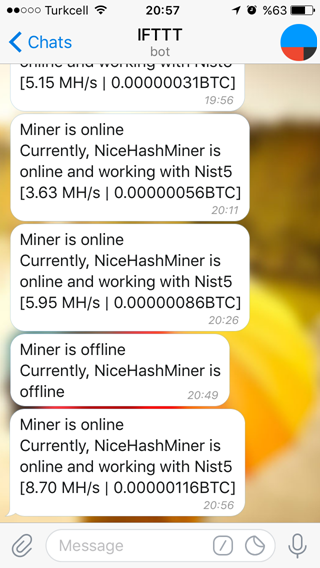 Turkcell 20:57 %63
Chats IFTTT
bot
online and working with Nist5
[5.15 MH/s | 0.00000031BTC]
19:56
Miner is online
Currently, NiceHashMiner is
online and working with Nist5
[3.63 MH/s | 0.00000056BTC]
20:11
Miner is online
Currently, NiceHashMiner is
online and working with Nist5
[5.95 MH/s | 0.00000086BTC]
20:26
Miner is offline
Currently, NiceHashMiner is
offline 20:49
Miner is online
Currently, NiceHashMiner is
online and working with Nist5
[8.70 MH/s | 0.00000116BTC]
20:56
Message